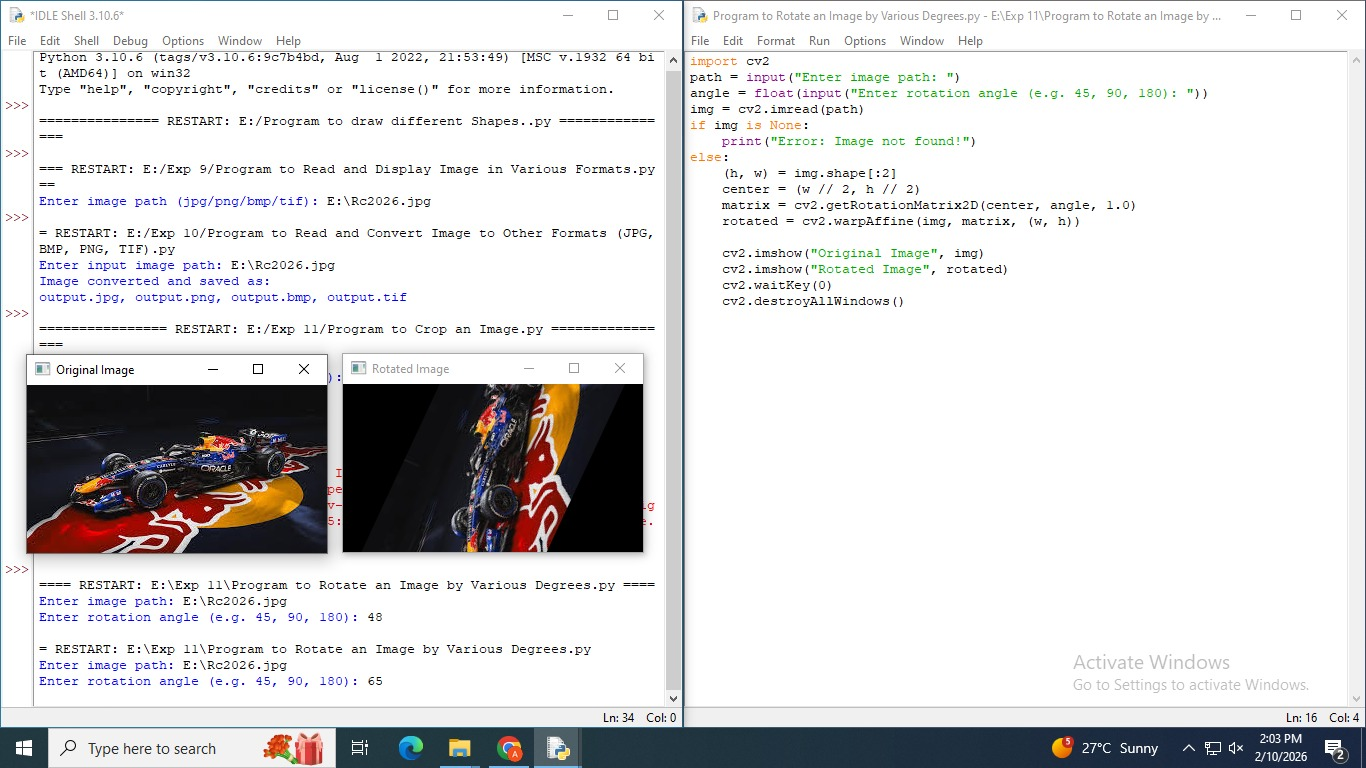 *IDLE Shell 3.10.6*
File Edit Shell Debug Options Window Help
Python 3.10.6 (tags/v3.10.6:9c7b4bd, Aug  1 2022, 21:53:49) [MSC v.1932 64 bi
t (AMD64)] on win32
Type "help", "copyright", "credits" or "license()" for more information.
>>>
=============== RESTART: E:/Program to draw different Shapes..py ============
===
>>>
=== RESTART: E:/Exp 9/Program to Read and Display Image in Various Formats.py
==
Enter image path (jpg/png/bmp/tif): E:\Rc2026.jpg
>>>
= RESTART: E:/Exp 10/Program to Read and Convert Image to Other Formats (JPG,
BMP, PNG, TIF).py
Enter input image path: E:\Rc2026.jpg
Image converted and saved as:
output.jpg, output.png, output.bmp, output.tif
>>>
================ RESTART: E:/Exp 11/Program to Crop an Image.py =============
===
Original Image
Rotated Image
):
ORACLE
ORACLE
>>>
==== RESTART: E:\Exp 11\Program to Rotate an Image by Various Degrees.py ====
Enter image path: E:\Rc2026.jpg
Enter rotation angle (e.g. 45, 90, 180): 48
= RESTART: E:\Exp 11\Program to Rotate an Image by Various Degrees.py
Enter image path: E:\Rc2026.jpg
Enter rotation angle (e.g. 45, 90, 180): 65
Ln: 34 Col: 0
Program to Rotate an Image by Various Degrees.py - E:\Exp 11\Program to Rotate an Image by ...
File Edit Format Run Options Window Help
import cv2
path = input("Enter image path: ")
angle = float(input("Enter rotation angle (e.g. 45, 90, 180): "))
img = cv2.imread(path)
if img is None:
    print("Error: Image not found!")
else:
    (h, w) = img.shape[:2]
    center = (w // 2, h // 2)
    matrix = cv2.getRotationMatrix2D(center, angle, 1.0)
    rotated = cv2.warpAffine(img, matrix, (w, h))
    cv2.imshow("Original Image", img)
    cv2.imshow("Rotated Image", rotated)
    cv2.waitKey(0)
    cv2.destroyAllWindows()
Activate Windows
Go to Settings to activate Windows.
Ln: 16 Col: 4
Type here to search
A
5
27°C Sunny
2:03 PM
2/10/2026
2